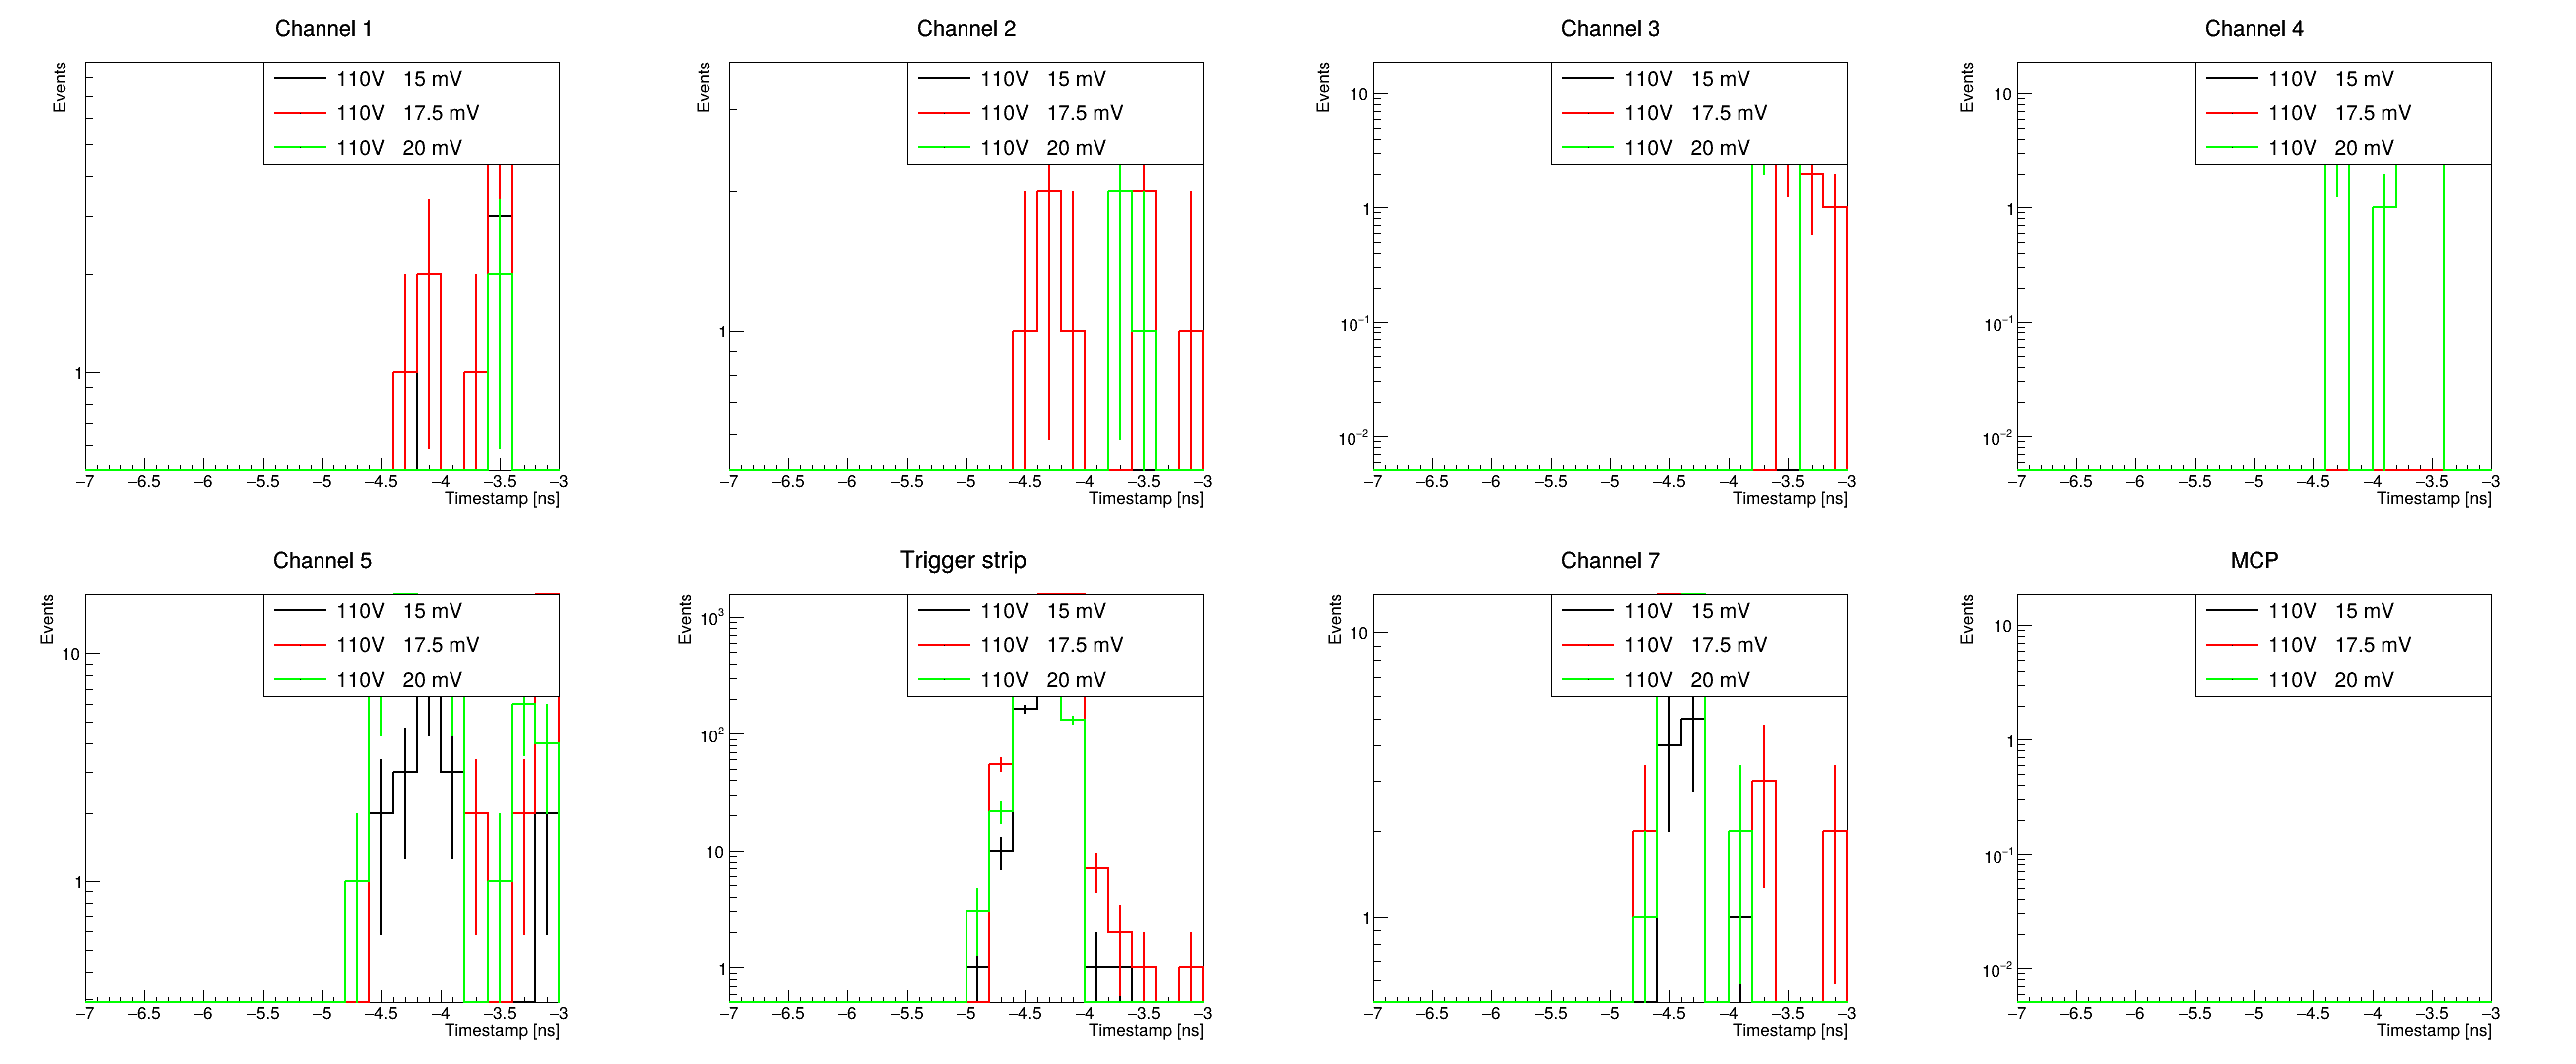 Channel 1
Events
110V 15 mV
110V 17.5 mV
110V 20 mV
1
−7 −6.5 −6 −5.5 −5 −4.5 −4 −3.5 −3
Timestamp [ns]
Channel 2
Events
110V 15 mV
110V 17.5 mV
110V 20 mV
1
−7 −6.5 −6 −5.5 −5 −4.5 −4 −3.5 −3
Timestamp [ns]
Channel 3
Events
110V 15 mV
110V 17.5 mV
110V 20 mV
10
1
10⁻¹
10⁻²
−7 −6.5 −6 −5.5 −5 −4.5 −4 −3.5 −3
Timestamp [ns]
Channel 4
Events
110V 15 mV
110V 17.5 mV
110V 20 mV
10
1
10⁻¹
10⁻²
−7 −6.5 −6 −5.5 −5 −4.5 −4 −3.5 −3
Timestamp [ns]
Channel 5
Events
110V 15 mV
110V 17.5 mV
110V 20 mV
10
1
−7 −6.5 −6 −5.5 −5 −4.5 −4 −3.5 −3
Timestamp [ns]
Trigger strip
Events
110V 15 mV
110V 17.5 mV
110V 20 mV
10³
10²
10
1
−7 −6.5 −6 −5.5 −5 −4.5 −4 −3.5 −3
Timestamp [ns]
Channel 7
Events
110V 15 mV
110V 17.5 mV
110V 20 mV
10
1
−7 −6.5 −6 −5.5 −5 −4.5 −4 −3.5 −3
Timestamp [ns]
MCP
Events
110V 15 mV
110V 17.5 mV
110V 20 mV
10
1
10⁻¹
10⁻²
−7 −6.5 −6 −5.5 −5 −4.5 −4 −3.5 −3
Timestamp [ns]